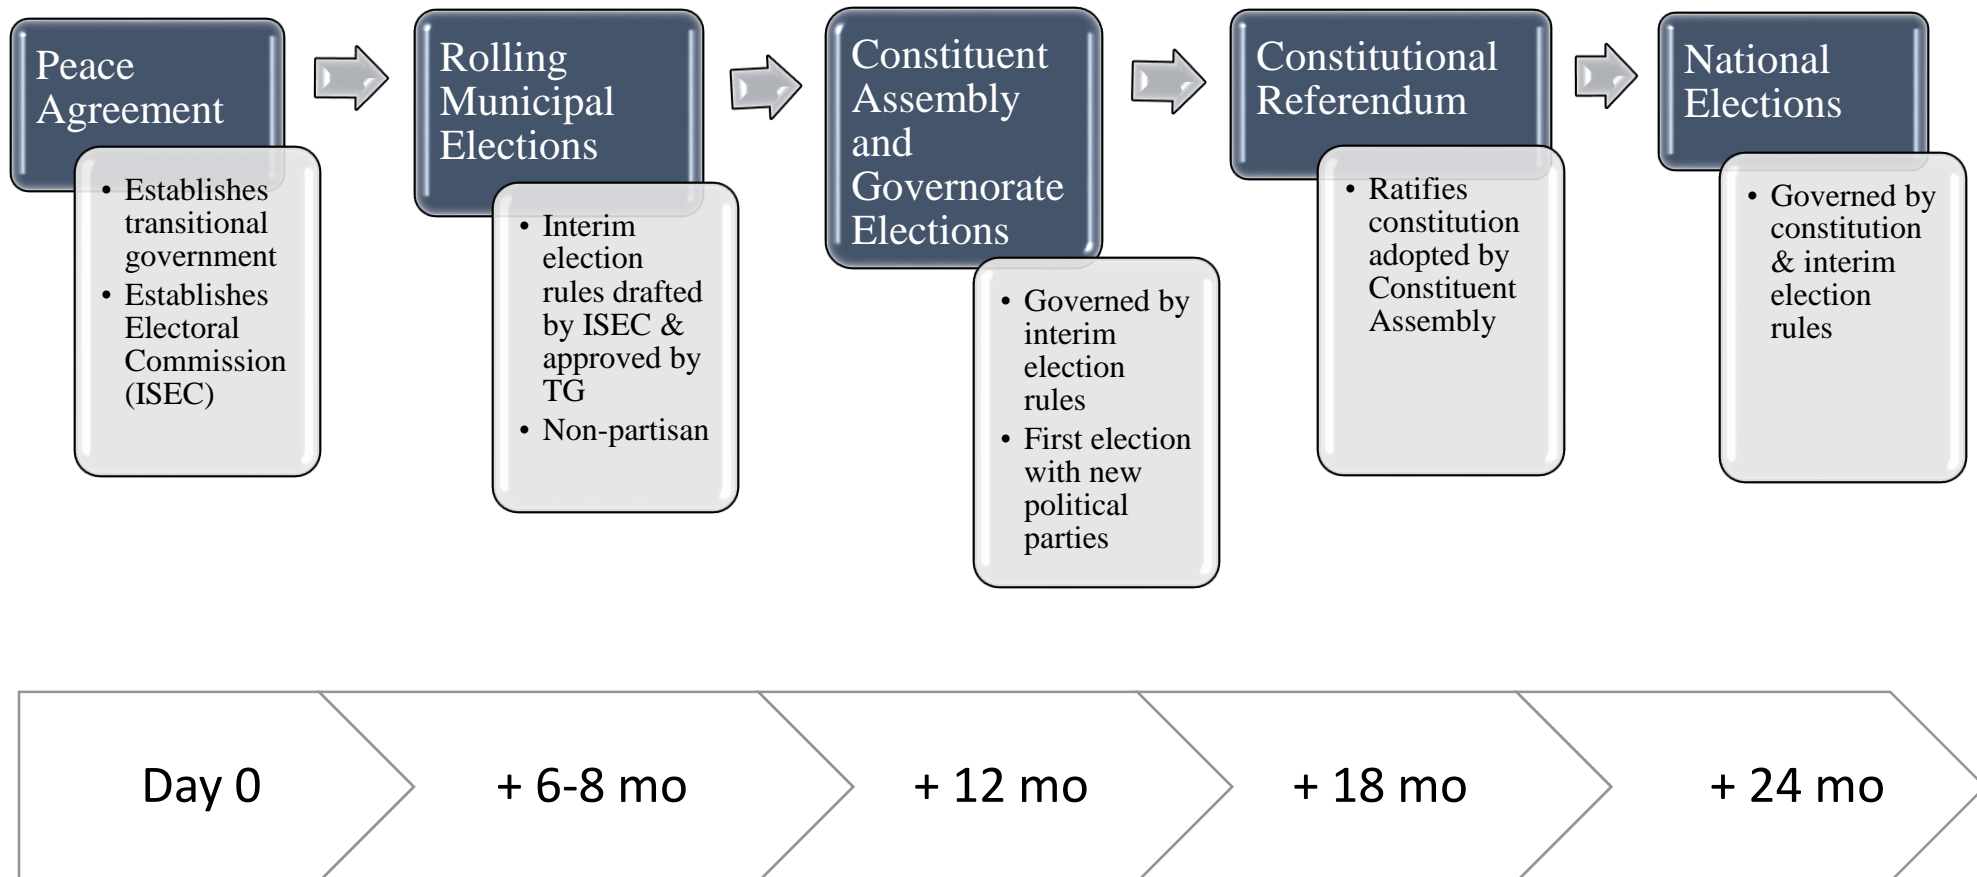 Peace
Agreement
• Establishes
transitional
government
• Establishes
Electoral
Commission
(ISEC)
Rolling
Municipal
Elections
• Interim
election
rules drafted
by ISEC &
approved by
TG
• Non-partisan
Constituent
Assembly
and
Governorate
Elections
• Governed by
interim
election
rules
• First election
with new
political
parties
Constitutional
Referendum
• Ratifies
constitution
adopted by
Constituent
Assembly
National
Elections
• Governed by
constitution
& interim
election
rules
Day 0
+ 6-8 mo
+ 12 mo
+ 18 mo
+ 24 mo